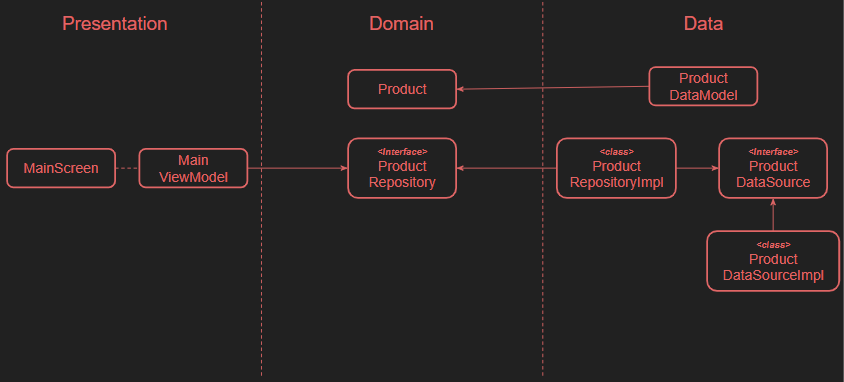 Presentation
Domain
Data
Product
Product
DataModel
MainScreen
Main
ViewModel
<Interface>
Product
Repository
<class>
Product
RepositoryImpl
<Interface>
Product
DataSource
<class>
Product
DataSourceImpl